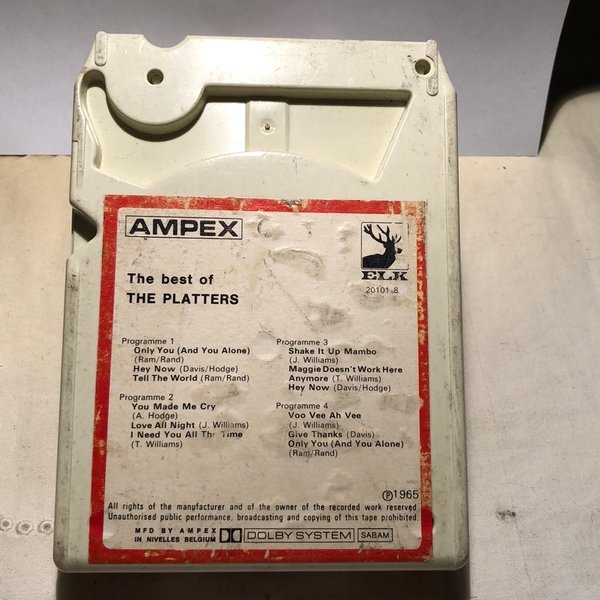 AMPEX
ELK
20101-8
The best of
THE PLATTERS
Programme 1
Only You (And You Alone)
(Ram/Rand)
Hey Now (Davis/Hodge)
Tell The World (Ram/Rand)
Programme 2
You Made Me Cry
(A. Hodge)
Love All Night (J. Williams)
I Need You All The Time
(T. Williams)
Programme 3
Shake It Up Mambo
(J. Williams)
Maggie Doesn't Work Here
Anymore (T. Williams)
Hey Now (Davis/Hodge)
Programme 4
Voo Vee Ah Vee
(J. Williams)
Give Thanks (Davis)
Only You (And You Alone)
(Ram/Rand)
Ⓟ1965
All rights of the manufacturer and of the owner of the recorded work reserved
Unauthorised public performance, broadcasting and copying of this tape prohibited.
MFD BY AMPEX
IN NIVELLES BELGIUM
DOLBY SYSTEM
SABAM